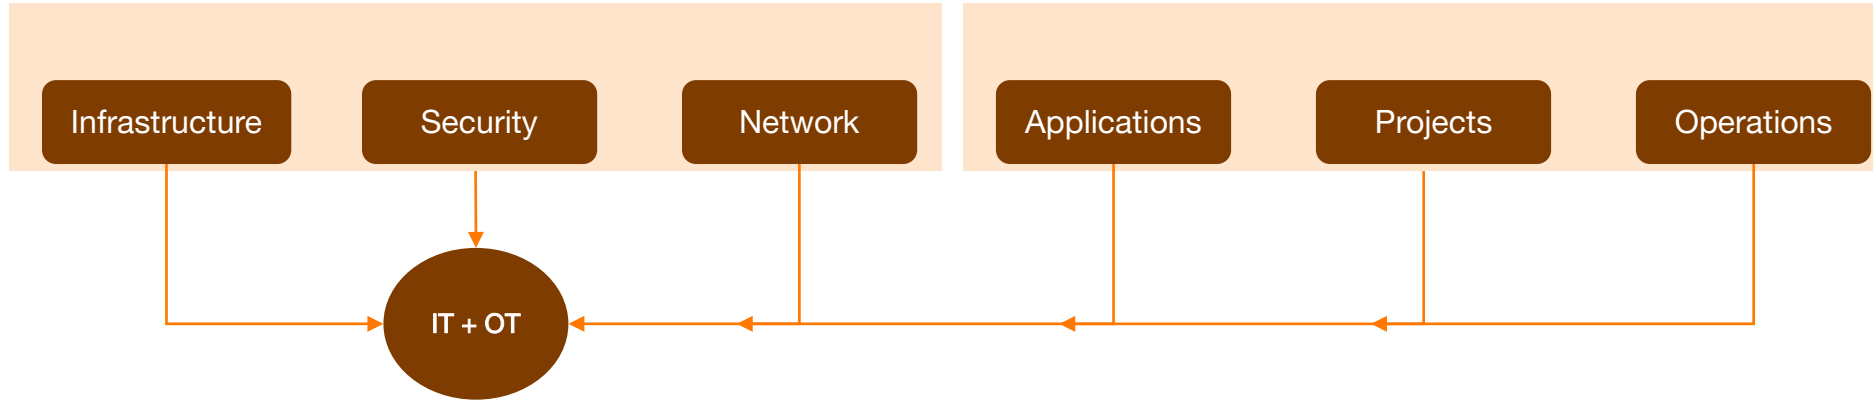 Infrastructure
Security
Network
Applications
Projects
Operations
IT + OT